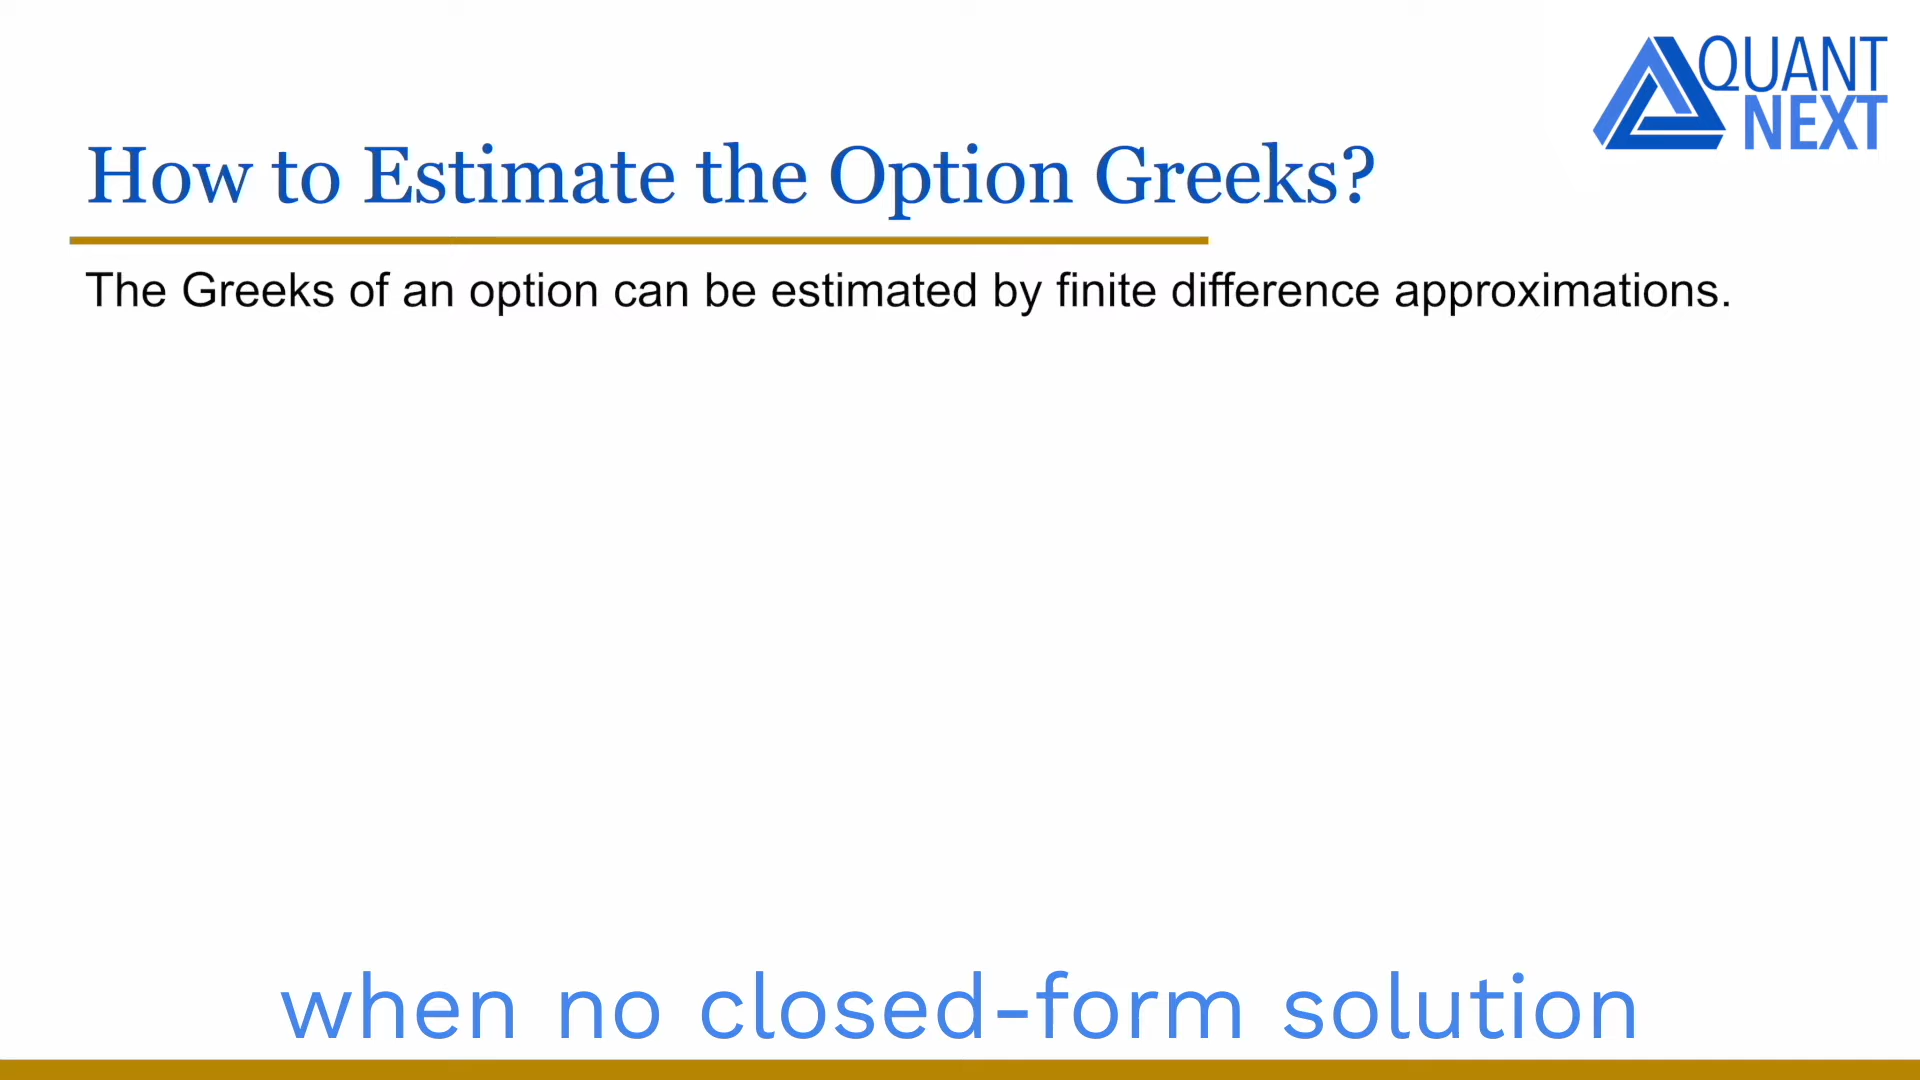 QUANT
NEXT
How to Estimate the Option Greeks?
The Greeks of an option can be estimated by finite difference approximations.
when no closed-form solution